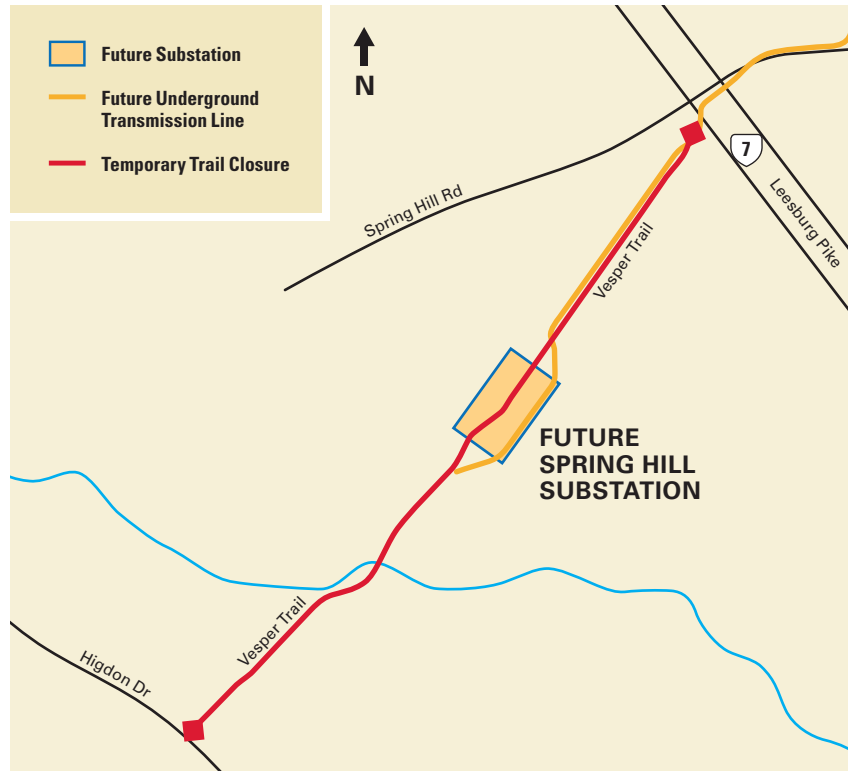 Future Substation
Future Underground
Transmission Line
Temporary Trail Closure
N
7
Leesburg Pike
Spring Hill Rd
Vesper Trail
FUTURE
SPRING HILL
SUBSTATION
Vesper Trail
Higdon Dr